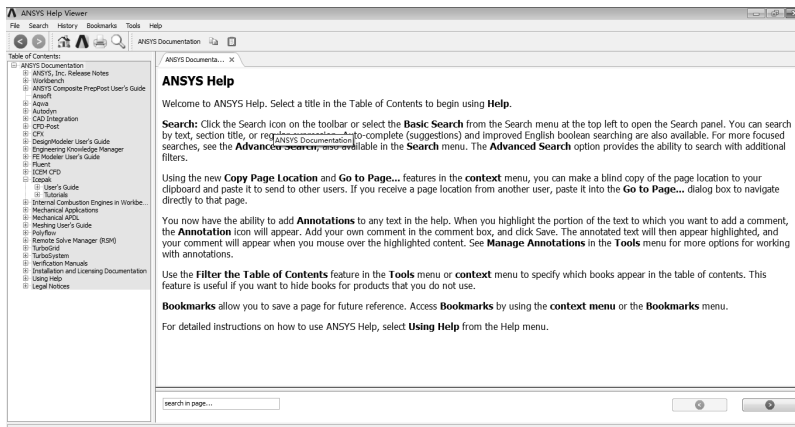 ANSYS Help Viewer
File Search History Bookmarks Tools Help
ANSYS Documentation
Table of Contents:
ANSYS Documentation
ANSYS, Inc. Release Notes
Workbench
ANSYS Composite PrepPost User's Guide
Ansoft
Aqwa
Autodyn
CAD Integration
CFD-Post
CFX
DesignModeler User's Guide
Engineering Knowledge Manager
FE Modeler User's Guide
Fluent
ICEM CFD
Icepak
User's Guide
Tutorials
Internal Combustion Engines in Workbe...
Mechanical Applications
Mechanical APDL
Meshing User's Guide
Polyflow
Remote Solve Manager (RSM)
TurboGrid
TurboSystem
Verification Manuals
Installation and Licensing Documentation
Using Help
Legal Notices
ANSYS Documenta... ×
ANSYS Help
Welcome to ANSYS Help. Select a title in the Table of Contents to begin using Help.
Search: Click the Search icon on the toolbar or select the Basic Search from the Search menu at the top left to open the Search panel. You can search
by text, section title, or Auto-complete (suggestions) and improved English boolean searching are also available. For more focused
ANSYS Documentation
searches, see the Advanced Search, also available in the Search menu. The Advanced Search option provides the ability to search with additional
filters.
Using the new Copy Page Location and Go to Page... features in the context menu, you can make a blind copy of the page location to your
clipboard and paste it to send to other users. If you receive a page location from another user, paste it into the Go to Page... dialog box to navigate
directly to that page.
You now have the ability to add Annotations to any text in the help. When you highlight the portion of the text to which you want to add a comment,
the Annotation icon will appear. Add your own comment in the comment box, and click Save. The annotated text will then appear highlighted, and
your comment will appear when you mouse over the highlighted content. See Manage Annotations in the Tools menu for more options for working
with annotations.
Use the Filter the Table of Contents feature in the Tools menu or context menu to specify which books appear in the table of contents. This
feature is useful if you want to hide books for products that you do not use.
Bookmarks allow you to save a page for future reference. Access Bookmarks by using the context menu or the Bookmarks menu.
For detailed instructions on how to use ANSYS Help, select Using Help from the Help menu.
search in page...